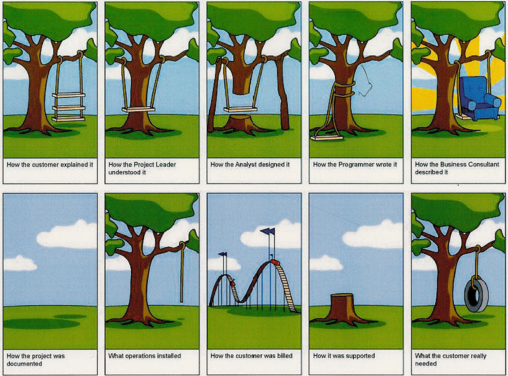 How the customer explained it
How the Project Leader
understood it
How the Analyst designed it
How the Programmer wrote it
How the Business Consultant
described it
How the project was
documented
What operations installed
How the customer was billed
How it was supported
What the customer really
needed